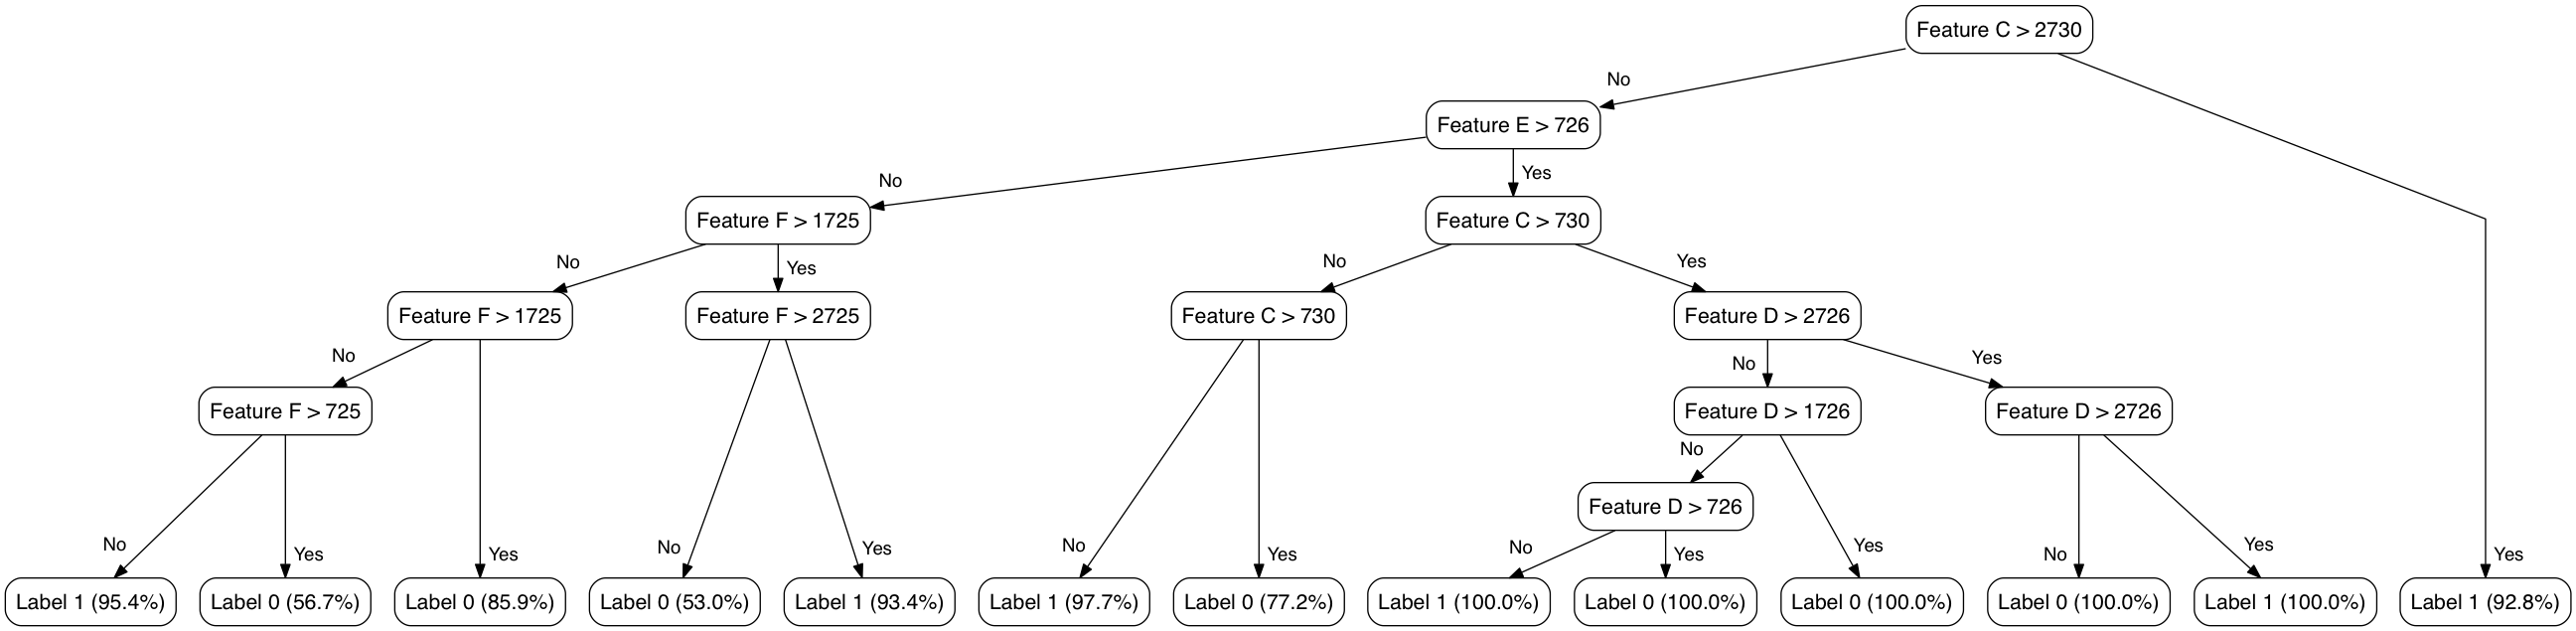 Feature C > 2730
No
Feature E > 726
No
Yes
Feature F > 1725
Feature C > 730
No
Yes
No
Yes
Feature F > 1725
Feature F > 2725
Feature C > 730
Feature D > 2726
No
No
Yes
Feature F > 725
Feature D > 1726
Feature D > 2726
No
Feature D > 726
No
Yes
Yes
No
Yes
No
Yes
No
Yes
Yes
No
Yes
Yes
Label 1 (95.4%)
Label 0 (56.7%)
Label 0 (85.9%)
Label 0 (53.0%)
Label 1 (93.4%)
Label 1 (97.7%)
Label 0 (77.2%)
Label 1 (100.0%)
Label 0 (100.0%)
Label 0 (100.0%)
Label 0 (100.0%)
Label 1 (100.0%)
Label 1 (92.8%)